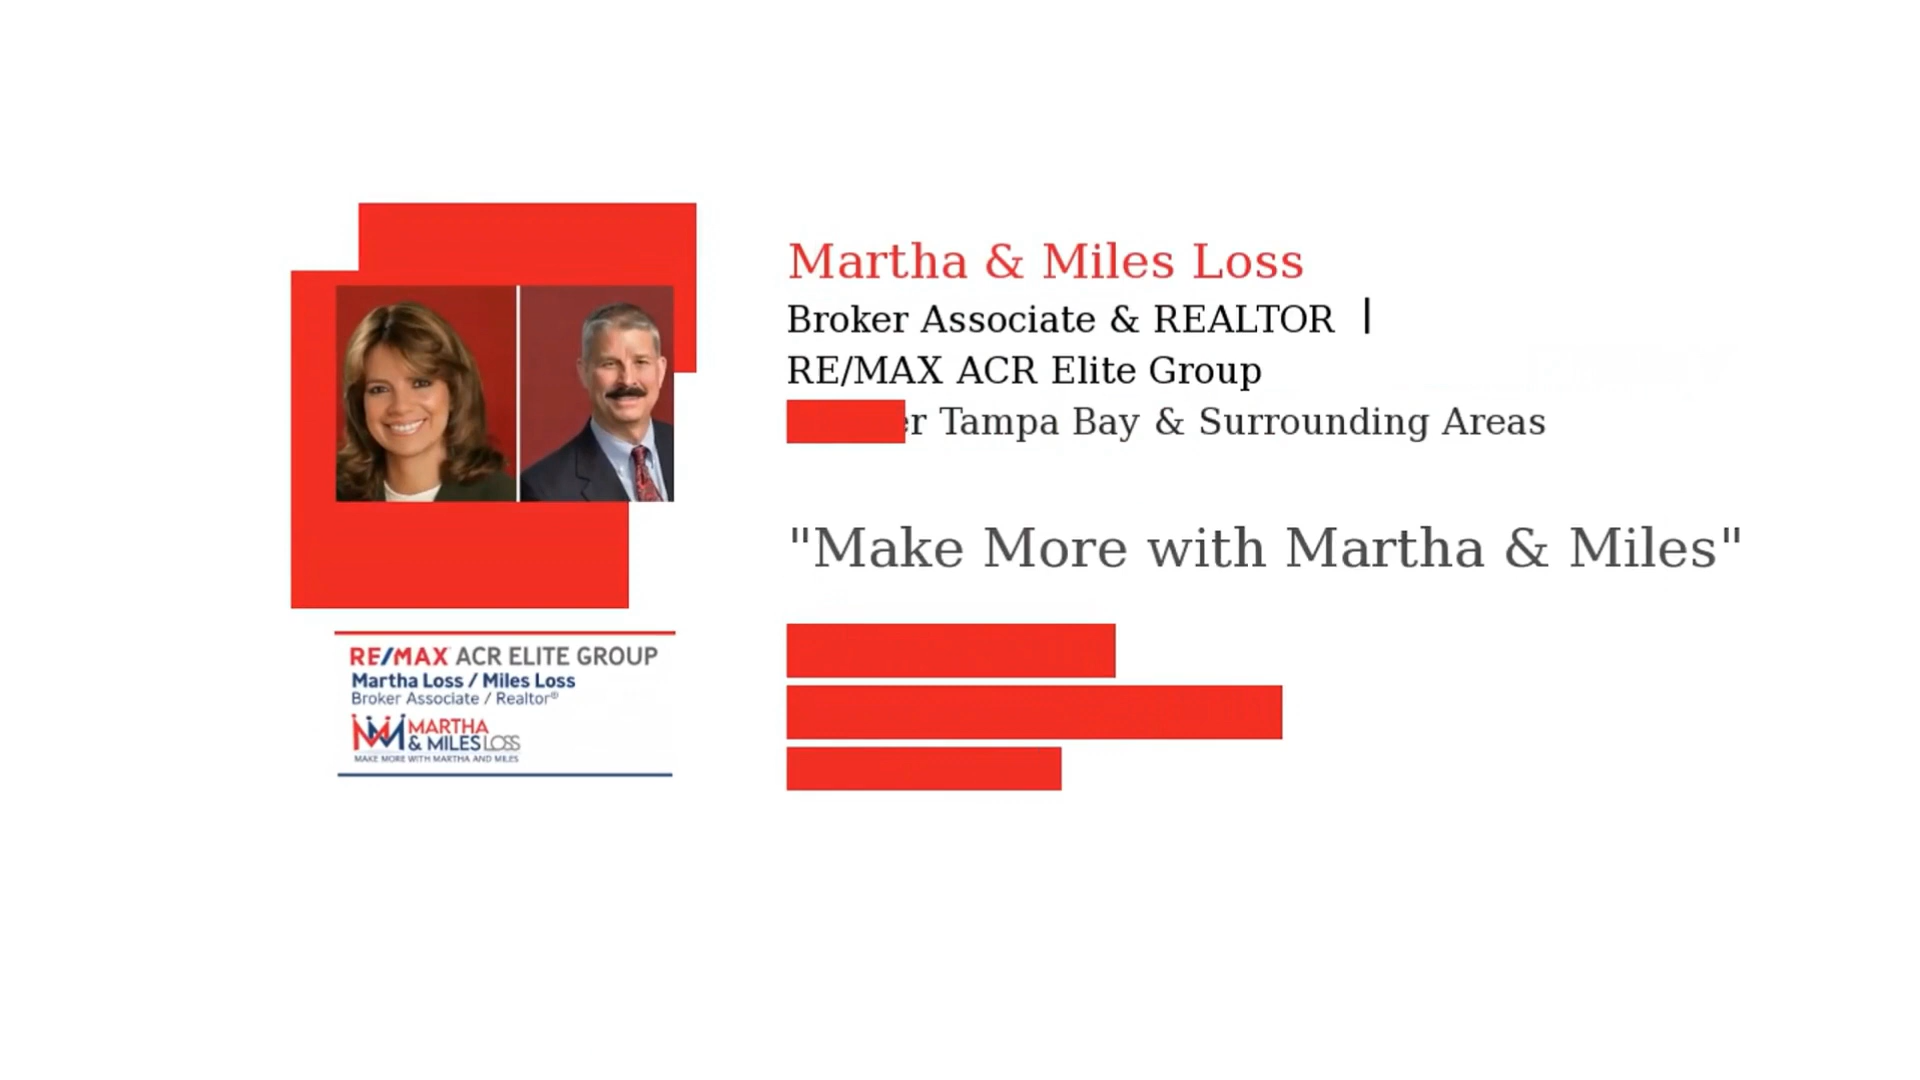 Martha & Miles Loss
Broker Associate & REALTOR |
RE/MAX ACR Elite Group
er Tampa Bay & Surrounding Areas
"Make More with Martha & Miles"
RE/MAX ACR ELITE GROUP
Martha Loss / Miles Loss
Broker Associate / Realtor®
MARTHA
& MILES LOSS
MAKE MORE WITH MARTHA AND MILES